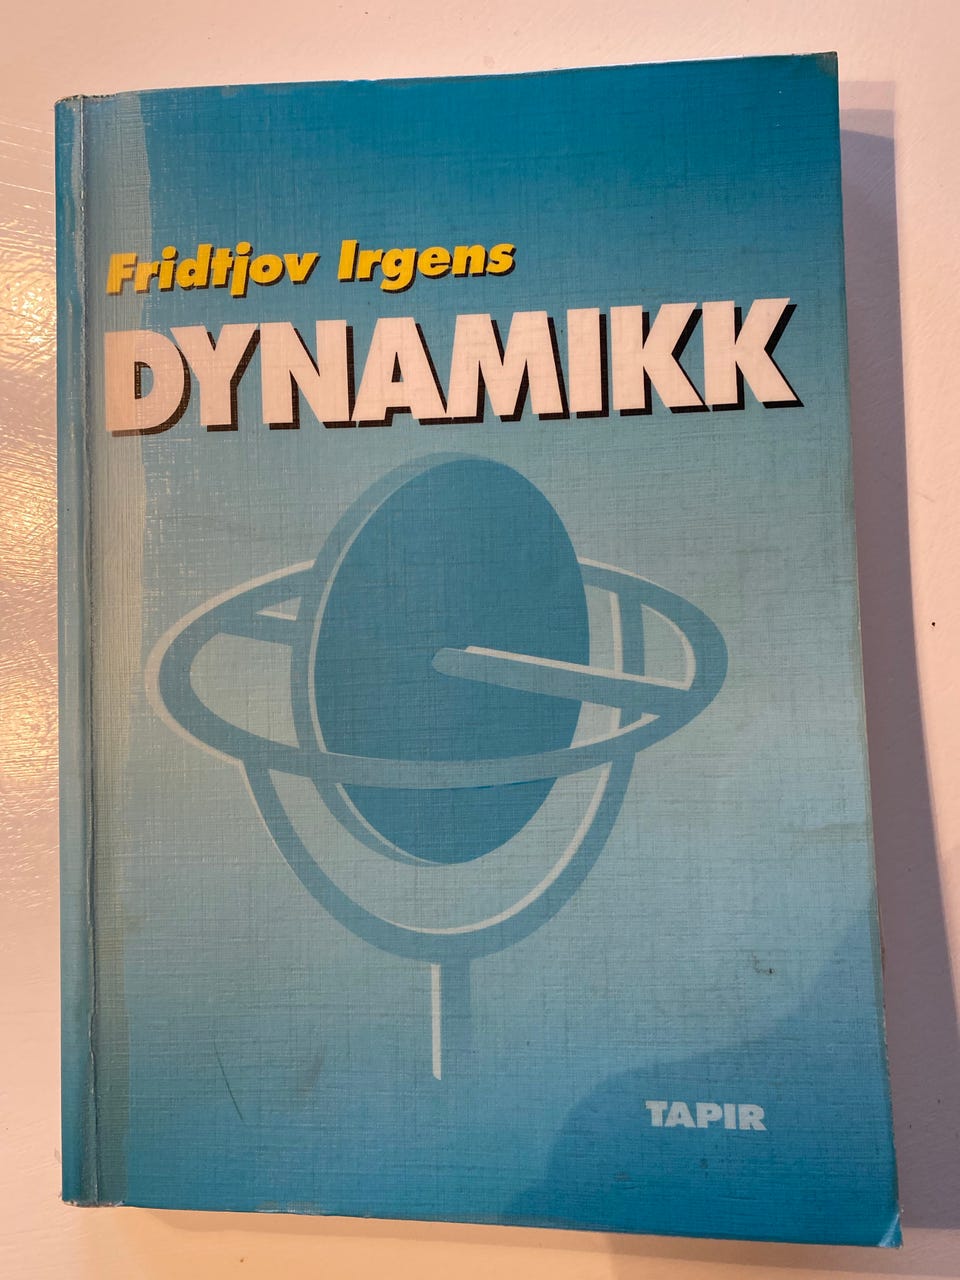 Fridtjov Irgens
DYNAMIKK
TAPIR